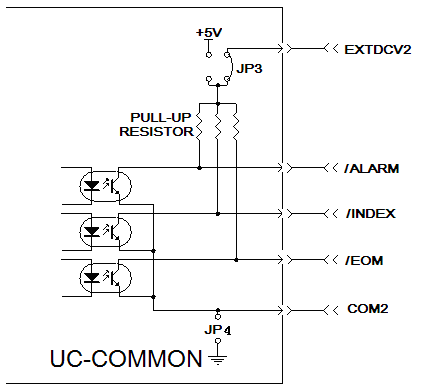 +5V
EXTDCV2
JP3
PULL-UP
RESISTOR
/ALARM
/INDEX
/EOM
COM2
JP4
UC-COMMON